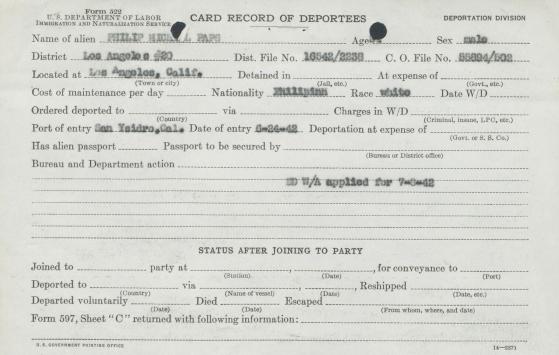 Form 522
U. S. DEPARTMENT OF LABOR
IMMIGRATION AND NATURALIZATION SERVICE
CARD RECORD OF DEPORTEES
DEPORTATION DIVISION
Name of alien PHILIP PAPS Age Sex male
District Los Angeles #20 Dist. File No. 16542/2238 C. O. File No. 55894/502
Located at Los Angeles, Calif. Detained in At expense of
(Town or city) (Jail, etc.) (Govt., etc.)
Cost of maintenance per day Nationality Philipinn Race white Date W/D
Ordered deported to via Charges in W/D
(Country) (Criminal, insane, LPC, etc.)
Port of entry San Ysidro, Cal. Date of entry 6-24-42 Deportation at expense of
(Govt. or S. S. Co.)
Has alien passport Passport to be secured by
(Bureau or District office)
Bureau and Department action
W/A applied for 7-8-42
STATUS AFTER JOINING TO PARTY
Joined to party at , , for conveyance to
(Station) (Date) (Port)
Deported to via , , Reshipped
(Country) (Name of vessel) (Date) (Date, etc.)
Departed voluntarily Died Escaped
(Date) (Date) (From whom, where, and date)
Form 597, Sheet "C" returned with following information:
U. S. GOVERNMENT PRINTING OFFICE 14—2371